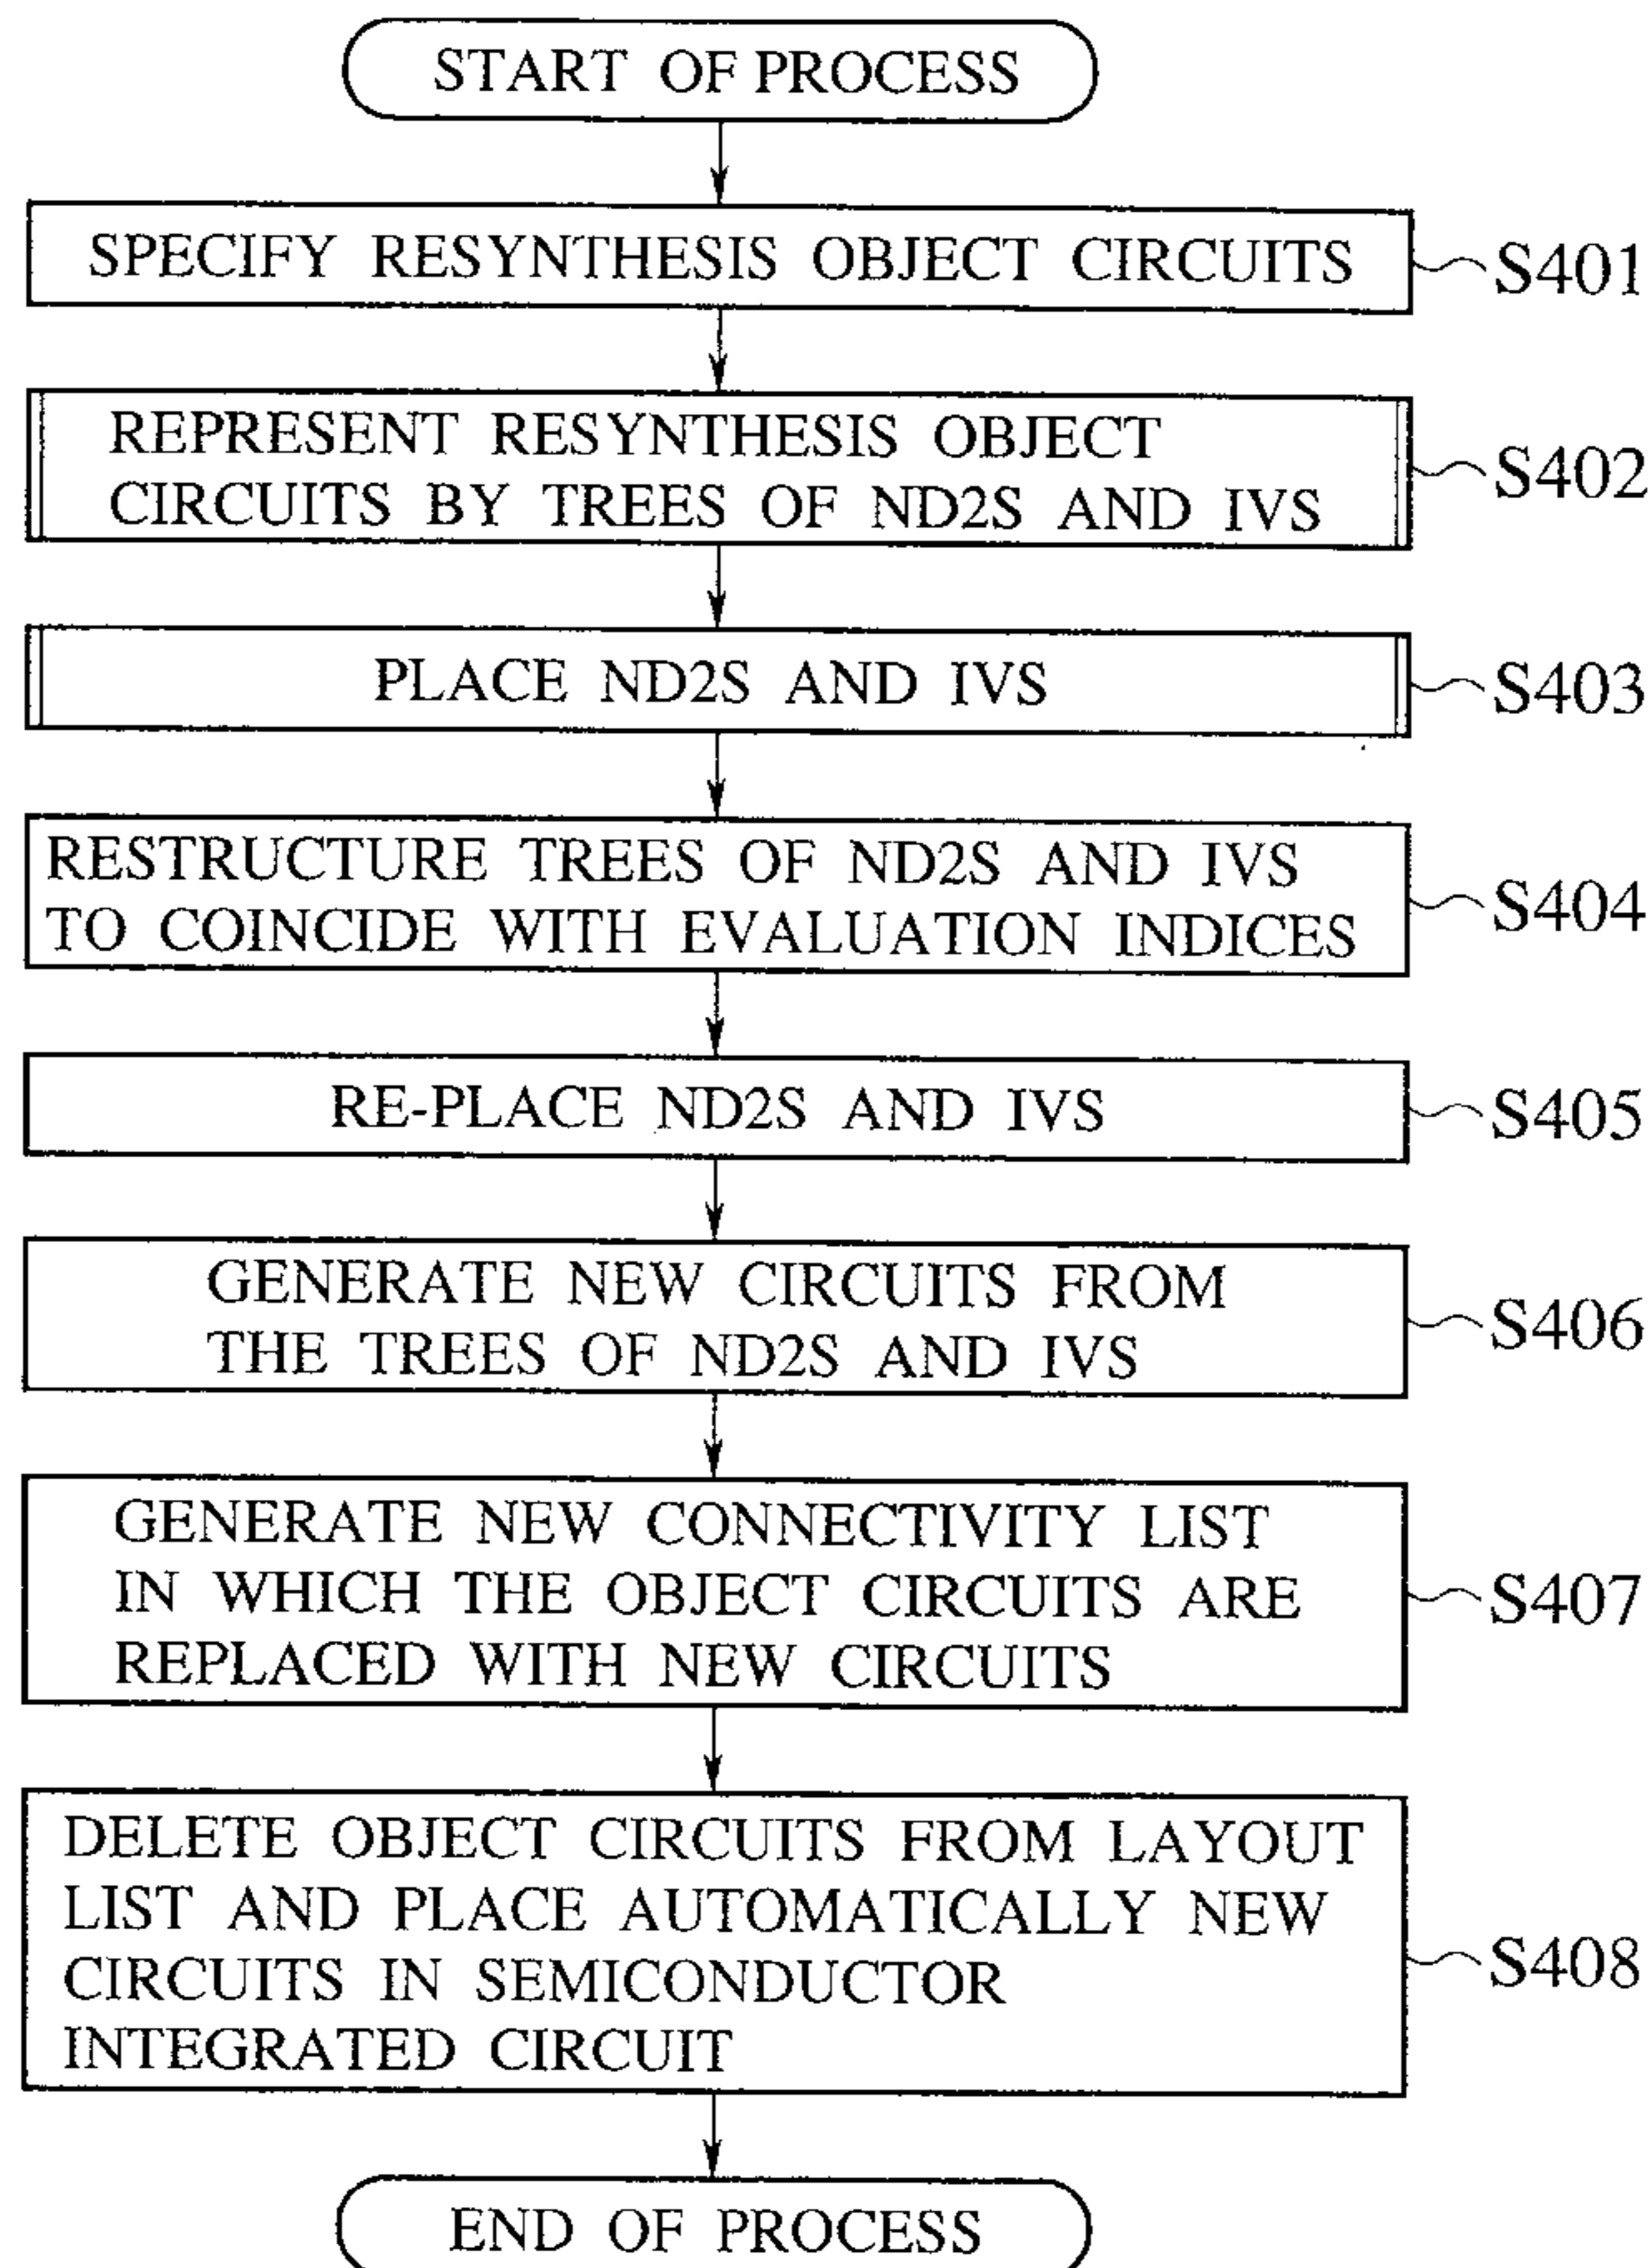 START OF PROCESS
SPECIFY RESYNTHESIS OBJECT CIRCUITS
S401
REPRESENT RESYNTHESIS OBJECT
CIRCUITS BY TREES OF ND2S AND IVS
S402
PLACE ND2S AND IVS
S403
RESTRUCTURE TREES OF ND2S AND IVS
TO COINCIDE WITH EVALUATION INDICES
S404
RE-PLACE ND2S AND IVS
S405
GENERATE NEW CIRCUITS FROM
THE TREES OF ND2S AND IVS
S406
GENERATE NEW CONNECTIVITY LIST
IN WHICH THE OBJECT CIRCUITS ARE
REPLACED WITH NEW CIRCUITS
S407
DELETE OBJECT CIRCUITS FROM LAYOUT
LIST AND PLACE AUTOMATICALLY NEW
CIRCUITS IN SEMICONDUCTOR
INTEGRATED CIRCUIT
S408
END OF PROCESS